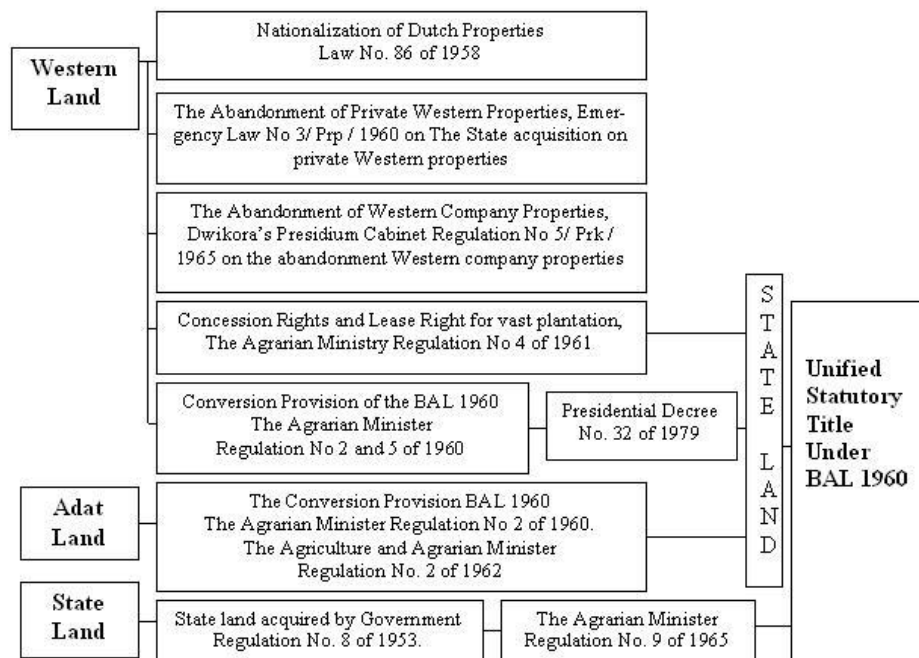 Western
Land
Nationalization of Dutch Properties
Law No. 86 of 1958
The Abandonment of Private Western Properties, Emer-
gency Law No 3/ Prp / 1960 on The State acquisition on
private Western properties
The Abandonment of Western Company Properties,
Dwikora's Presidium Cabinet Regulation No 5/ Prk /
1965 on the abandonment Western company properties
Concession Rights and Lease Right for vast plantation,
The Agrarian Ministry Regulation No 4 of 1961
Conversion Provision of the BAL 1960
The Agrarian Minister
Regulation No 2 and 5 of 1960
Presidential Decree
No. 32 of 1979
Adat
Land
The Conversion Provision BAL 1960
The Agrarian Minister Regulation No 2 of 1960.
The Agriculture and Agrarian Minister
Regulation No. 2 of 1962
State
Land
State land acquired by Government
Regulation No. 8 of 1953.
The Agrarian Minister
Regulation No. 9 of 1965
STATE LAND
Unified
Statutory
Title
Under
BAL 1960